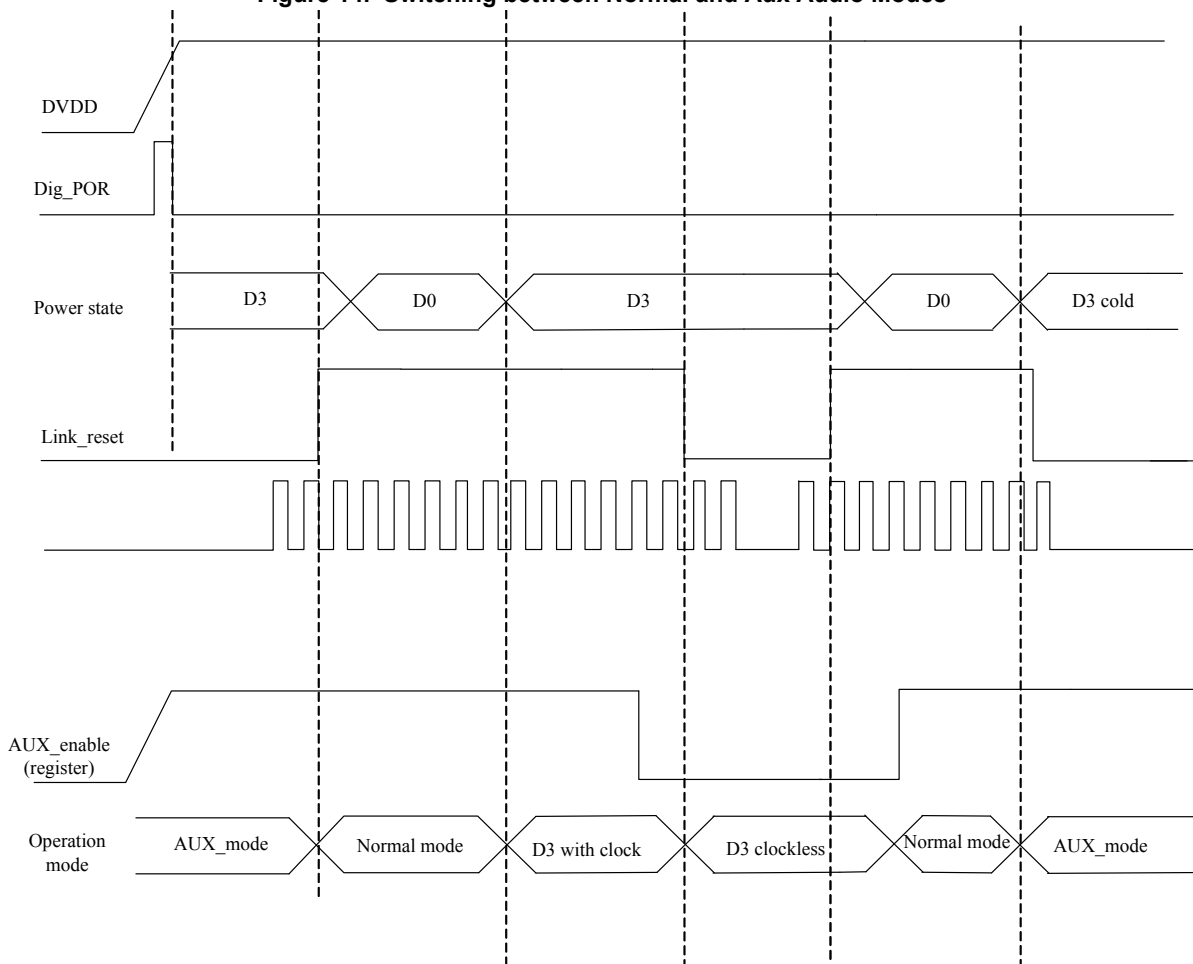 Figure Switching between Normal and Aux Audio Modes
DVDD
Dig_POR
Power state
D3
D0
D3
D0
D3 cold
Link_reset
AUX_enable
(register)
Operation
mode
AUX_mode
Normal mode
D3 with clock
D3 clockless
Normal mode
AUX_mode